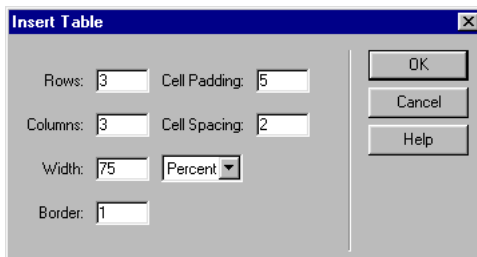 Insert Table
Rows: 3 Cell Padding: 5
OK
Columns: 3 Cell Spacing: 2
Cancel
Width: 75 Percent
Help
Border: 1